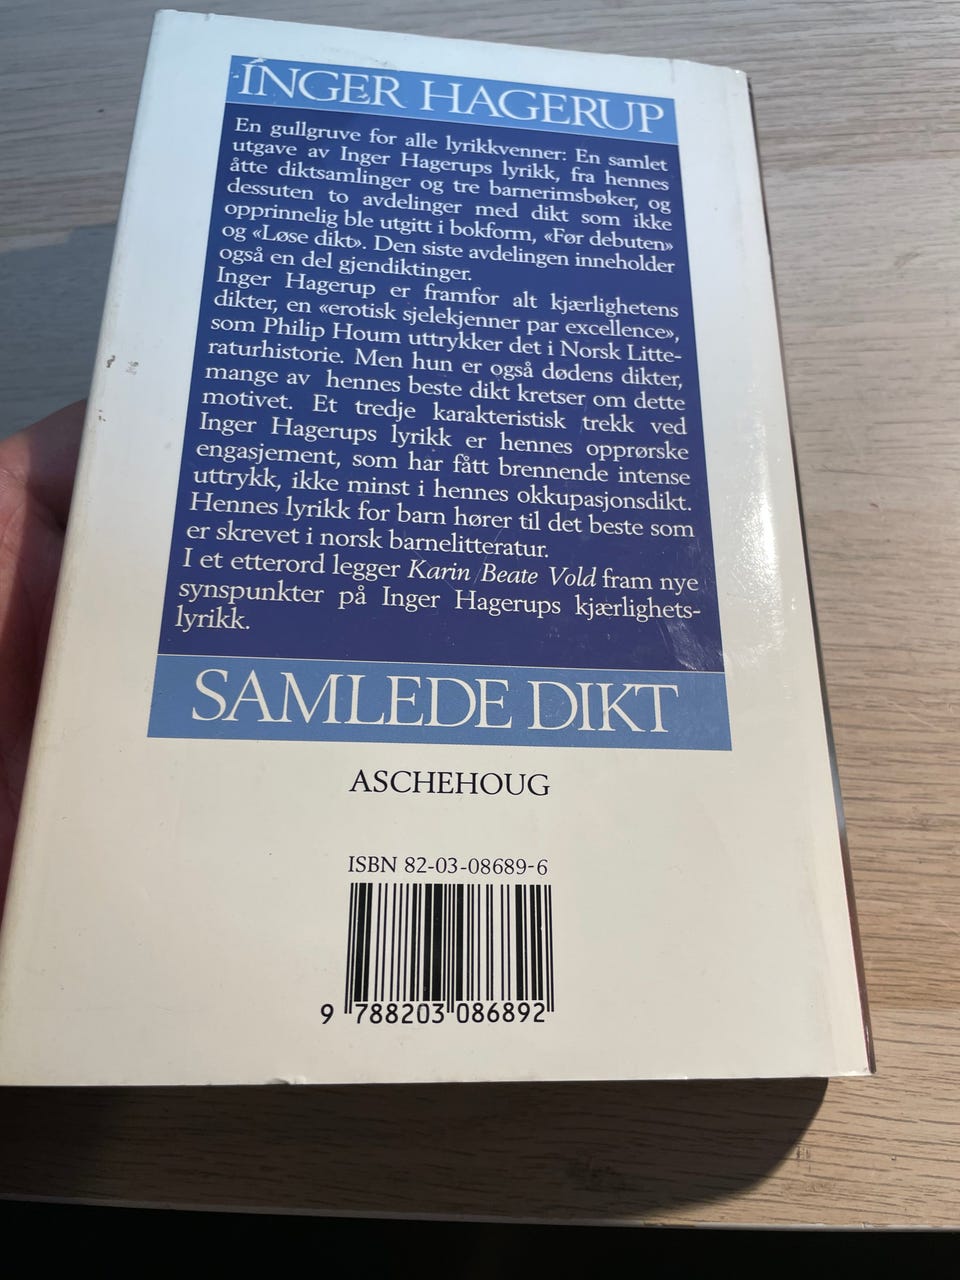 INGER HAGERUP
En gullgruve for alle lyrikkvenner: En samlet
utgave av Inger Hagerups lyrikk, fra hennes
åtte diktsamlinger og tre barnerimsbøker, og
dessuten to avdelinger med dikt som ikke
opprinnelig ble utgitt i bokform, «Før debuten»
og «Løse dikt». Den siste avdelingen inneholder
også en del gjendiktinger.
Inger Hagerup er framfor alt kjærlighetens
dikter, en «erotisk sjelekjenner par excellence»,
som Philip Houm uttrykker det i Norsk Litte-
raturhistorie. Men hun er også dødens dikter,
mange av hennes beste dikt kretser om dette
motivet. Et tredje karakteristisk trekk ved
Inger Hagerups lyrikk er hennes opprørske
engasjement, som har fått brennende intense
uttrykk, ikke minst i hennes okkupasjonsdikt.
Hennes lyrikk for barn hører til det beste som
er skrevet i norsk barnelitteratur.
I et etterord legger Karin Beate Vold fram nye
synspunkter på Inger Hagerups kjærlighets-
lyrikk.
SAMLEDE DIKT
ASCHEHOUG
ISBN 82-03-08689-6
9 788203 086892